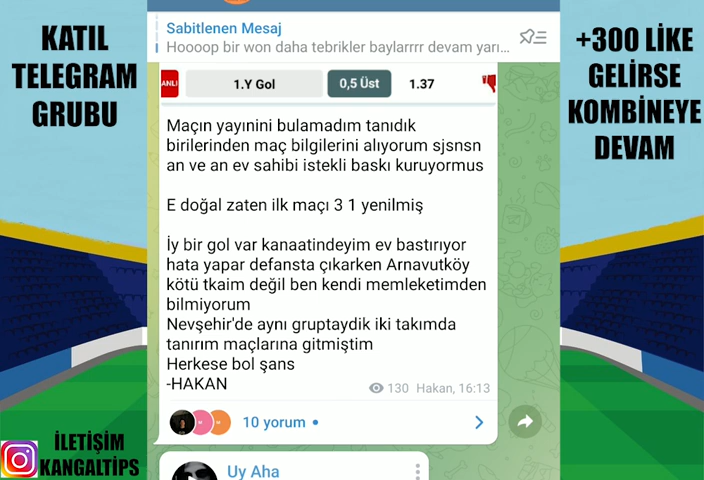 KATIL
TELEGRAM
GRUBU
Sabitlenen Mesaj
Hoooop bir won daha tebrikler baylarrrr devam yarı...
+300 LİKE
GELİRSE
KOMBİNEYE
DEVAM
ANLI
1.Y Gol
0,5 Üst
1.37
Maçın yayınini bulamadım tanıdık
birilerinden maç bilgilerini alıyorum sjsnsn
an ve an ev sahibi istekli baskı kuruyormus
E doğal zaten ilk maçı 3 1 yenilmiş
İy bir gol var kanaatindeyim ev bastırıyor
hata yapar defansta çıkarken Arnavutköy
kötü tkaim değil ben kendi memleketimden
bilmiyorum
Nevşehir'de aynı gruptaydik iki takımda
tanırım maçlarına gitmiştim
Herkese bol şans
-HAKAN
130 Hakan, 16:13
10 yorum
Uy Aha
İLETİŞİM
KANGALTİPS